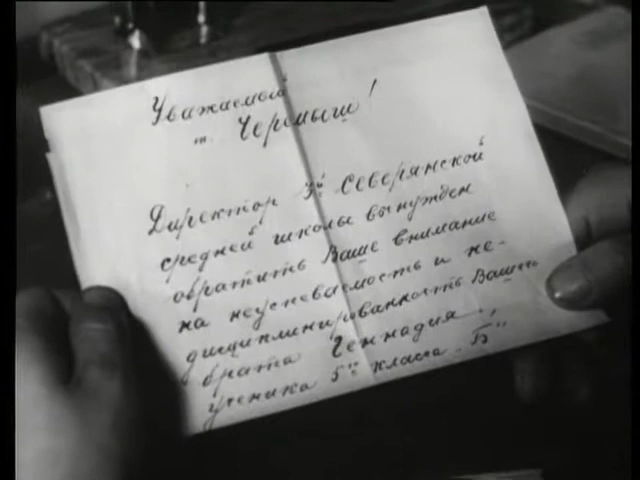 Уважаемый
т. Черемыш!
Директор 3й Северянской
средней школы вынужден
обратить Ваше внимание
на неуспеваемость и не-
дисциплинированность Вашего
брата Геннадия,
ученика 5го класса „Б"